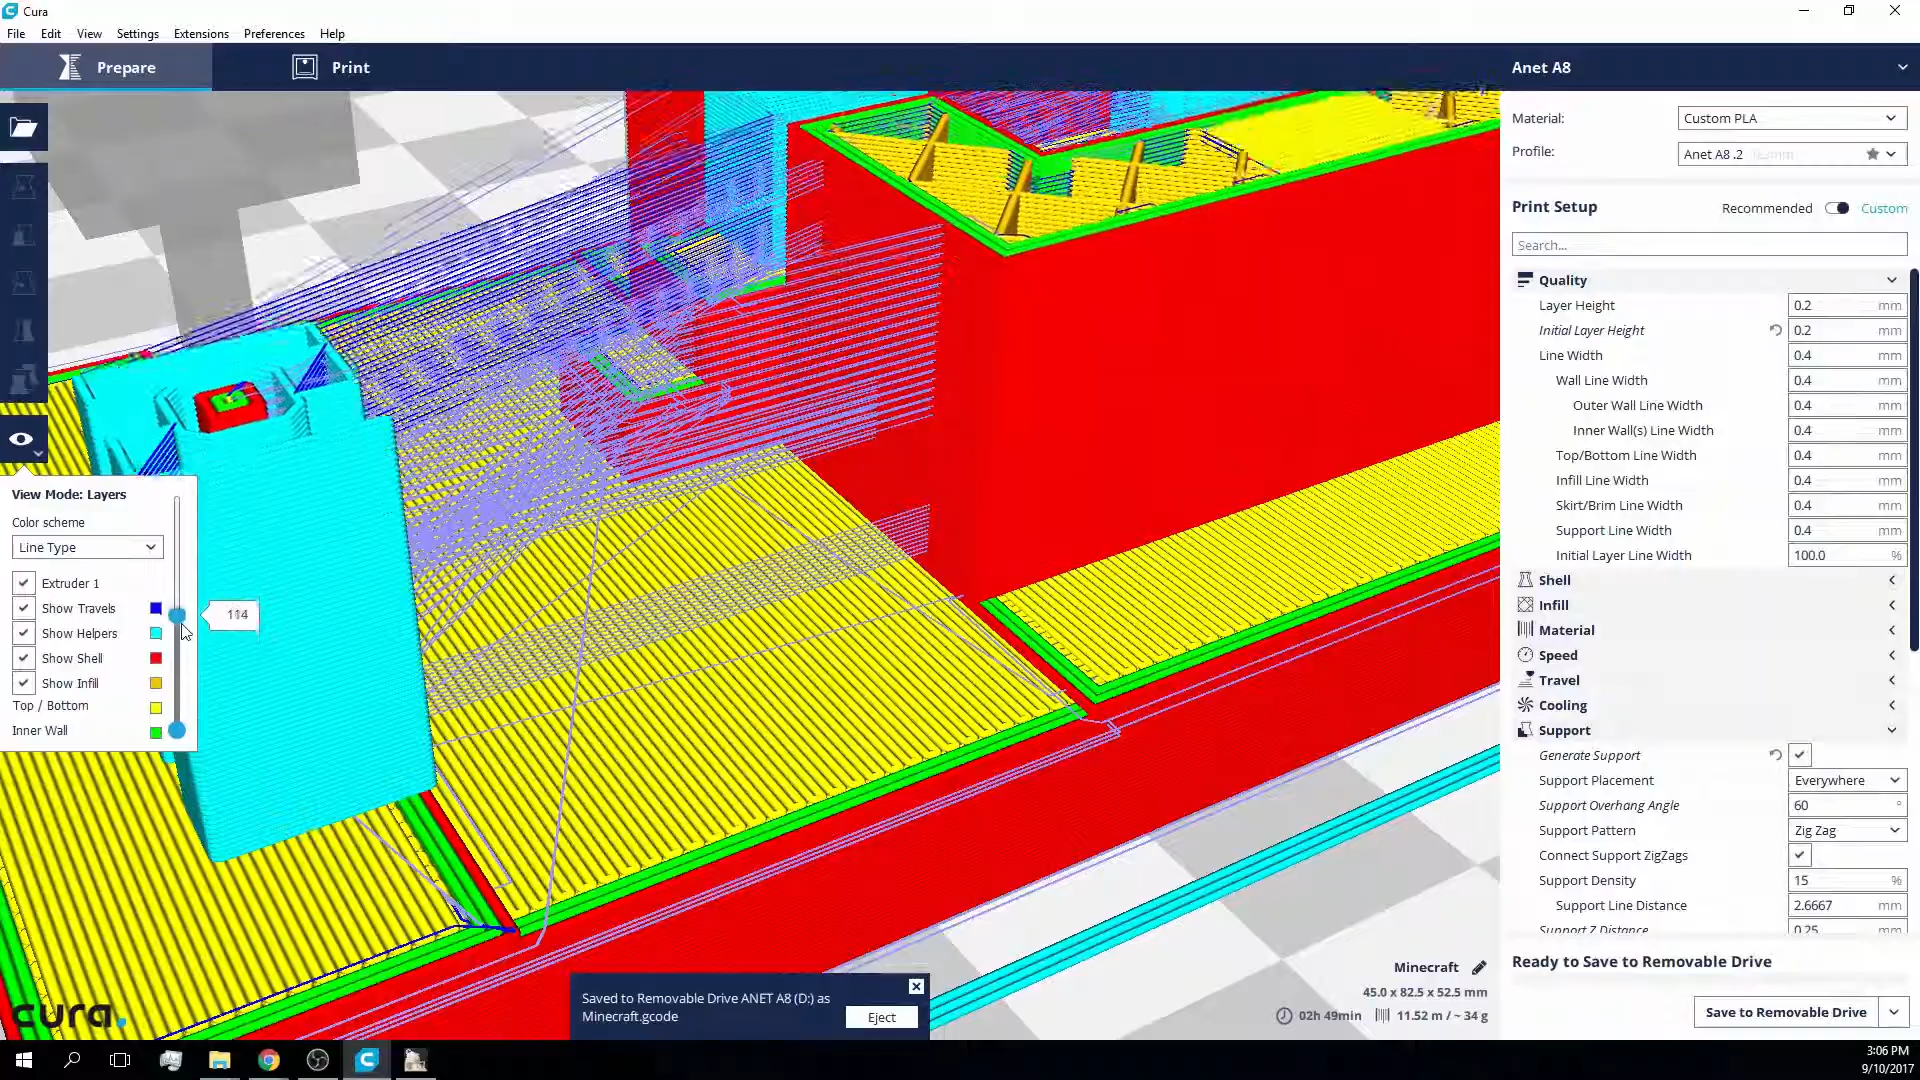 Cura
File Edit View Settings Extensions Preferences Help
Prepare
Print
Anet A8
Material:
Custom PLA
Profile:
Anet A8 .2
Print Setup
Recommended
Custom
Search...
Quality
Layer Height 0.2 mm
Initial Layer Height 0.2 mm
Line Width 0.4 mm
Wall Line Width 0.4 mm
Outer Wall Line Width 0.4 mm
Inner Wall(s) Line Width 0.4 mm
Top/Bottom Line Width 0.4 mm
Infill Line Width 0.4 mm
Skirt/Brim Line Width 0.4 mm
Support Line Width 0.4 mm
Initial Layer Line Width 100.0 %
Shell
Infill
Material
Speed
Travel
Cooling
Support
Generate Support
Support Placement Everywhere
Support Overhang Angle 60 °
Support Pattern Zig Zag
Connect Support ZigZags
Support Density 15 %
Support Line Distance 2.6667 mm
Support Z Distance 0.25 mm
Ready to Save to Removable Drive
Save to Removable Drive
View Mode: Layers
Color scheme
Line Type
Extruder 1
Show Travels
Show Helpers
Show Shell
Show Infill
Top / Bottom
Inner Wall
cura.
Saved to Removable Drive ANET A8 (D:) as
Minecraft.gcode
Eject
Minecraft
45.0 x 82.5 x 52.5 mm
02h 49min
11.52 m / ~ 34 g
3:06 PM
9/10/2017